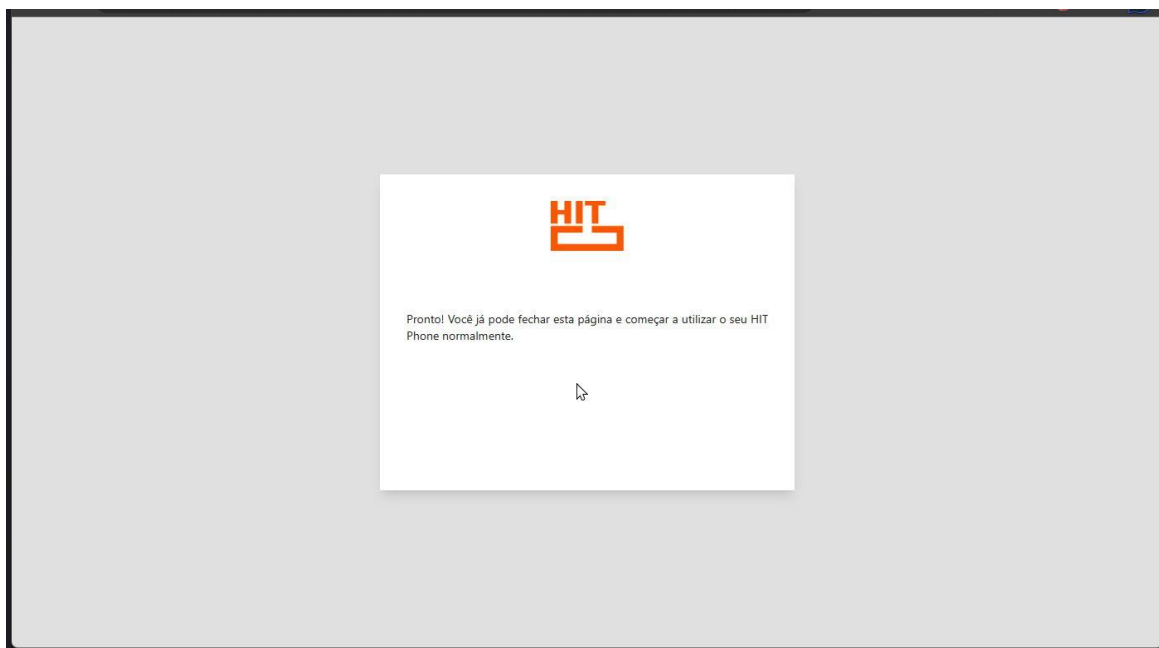 HIT
Pronto! Você já pode fechar esta página e começar a utilizar o seu HIT
Phone normalmente.